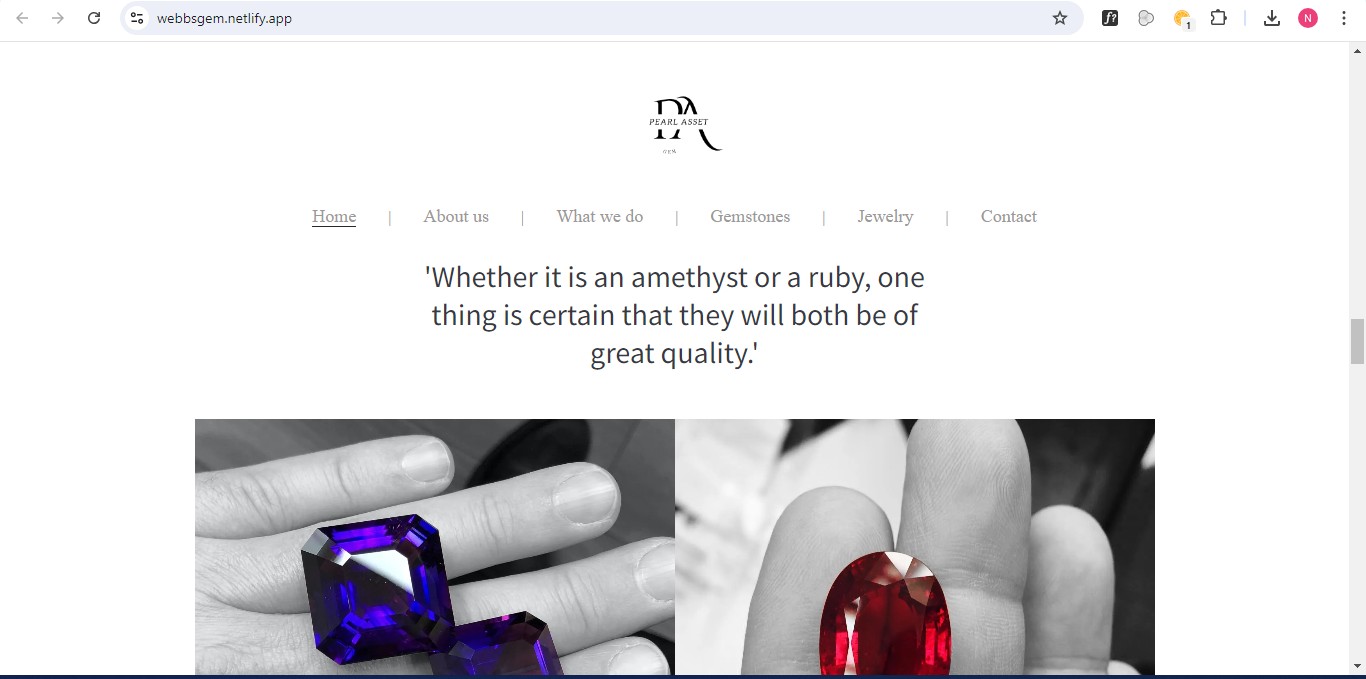 webbsgem.netlify.app
1
N
PA
PEARL ASSET
GEM
Home | About us | What we do | Gemstones | Jewelry | Contact
'Whether it is an amethyst or a ruby, one
thing is certain that they will both be of
great quality.'